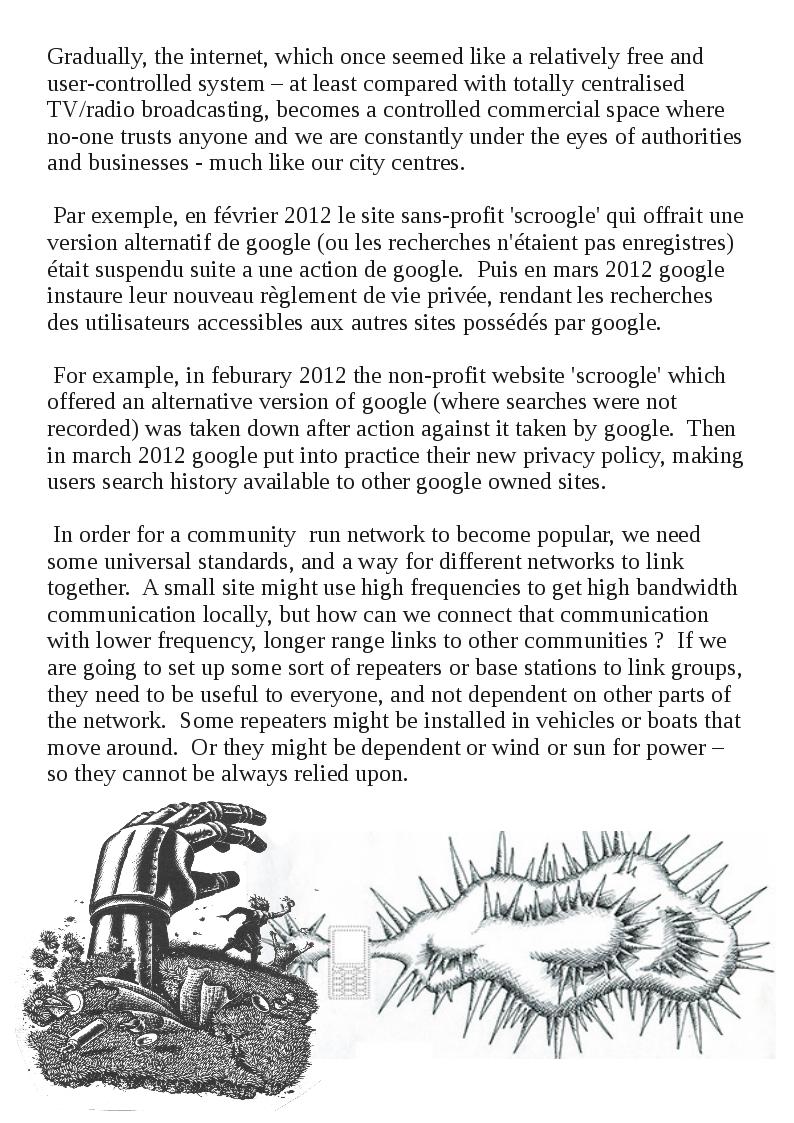 Gradually, the internet, which once seemed like a relatively free and
user-controlled system – at least compared with totally centralised
TV/radio broadcasting, becomes a controlled commercial space where
no-one trusts anyone and we are constantly under the eyes of authorities
and businesses - much like our city centres.
Par exemple, en février 2012 le site sans-profit 'scroogle' qui offrait une
version alternatif de google (ou les recherches n'étaient pas enregistres)
était suspendu suite a une action de google. Puis en mars 2012 google
instaure leur nouveau règlement de vie privée, rendant les recherches
des utilisateurs accessibles aux autres sites possédés par google.
For example, in feburary 2012 the non-profit website 'scroogle' which
offered an alternative version of google (where searches were not
recorded) was taken down after action against it taken by google. Then
in march 2012 google put into practice their new privacy policy, making
users search history available to other google owned sites.
In order for a community run network to become popular, we need
some universal standards, and a way for different networks to link
together. A small site might use high frequencies to get high bandwidth
communication locally, but how can we connect that communication
with lower frequency, longer range links to other communities ? If we
are going to set up some sort of repeaters or base stations to link groups,
they need to be useful to everyone, and not dependent on other parts of
the network. Some repeaters might be installed in vehicles or boats that
move around. Or they might be dependent or wind or sun for power –
so they cannot be always relied upon.